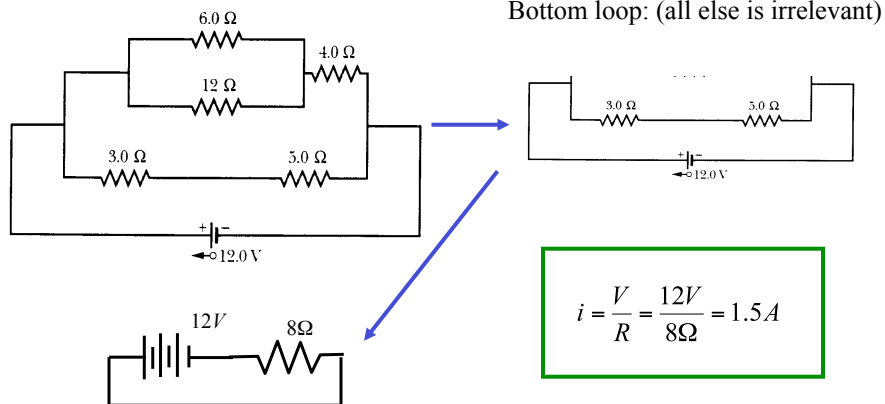 Bottom loop: (all else is irrelevant)
6.0 Ω
4.0 Ω
12 Ω
3.0 Ω 5.0 Ω
+ −
12.0 V
3.0 Ω 5.0 Ω
+ −
12.0 V
12V 8Ω
i = V/R = 12V/8Ω = 1.5A